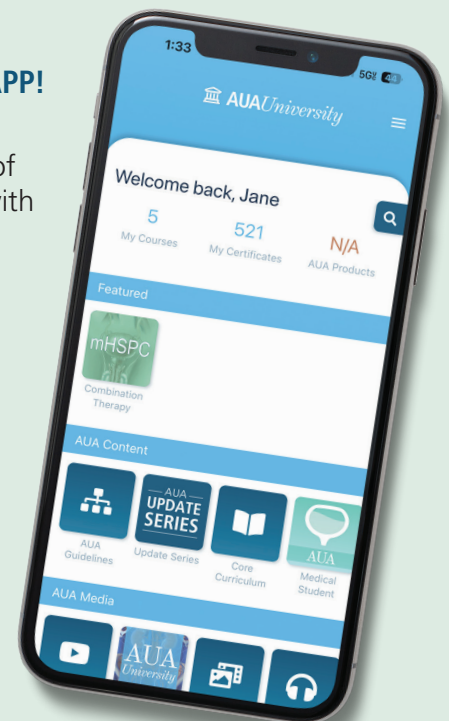 APP!
of
with
1:33
5G
44
AUAUniversity
Welcome back, Jane
5
My Courses
521
My Certificates
N/A
AUA Products
Featured
mHSPC
Combination
Therapy
AUA Content
AUA
Guidelines
AUA
UPDATE
SERIES
Update Series
Core
Curriculum
AUA
Medical
Student
AUA Media
AUA
University